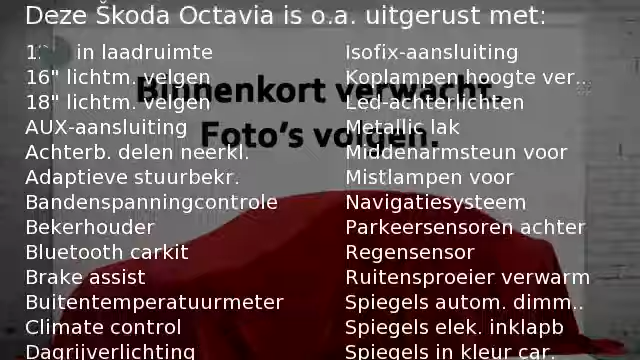 Deze Škoda Octavia is o.a. uitgerust met:
in laadruimte
16" lichtm. velgen
18" lichtm. velgen
AUX-aansluiting
Achterb. delen neerkl.
Adaptieve stuurbekr.
Bandenspanningcontrole
Bekerhouder
Bluetooth carkit
Brake assist
Buitentemperatuurmeter
Climate control
Dagrijverlichting
Isofix-aansluiting
Koplampen hoogte ver..
Led-achterlichten
Metallic lak
Middenarmsteun voor
Mistlampen voor
Navigatiesysteem
Parkeersensoren achter
Regensensor
Ruitensproeier verwarm
Spiegels autom. dimm..
Spiegels elek. inklapb
Spiegels in kleur car.
Binnenkort verwacht.
Foto's volgen.